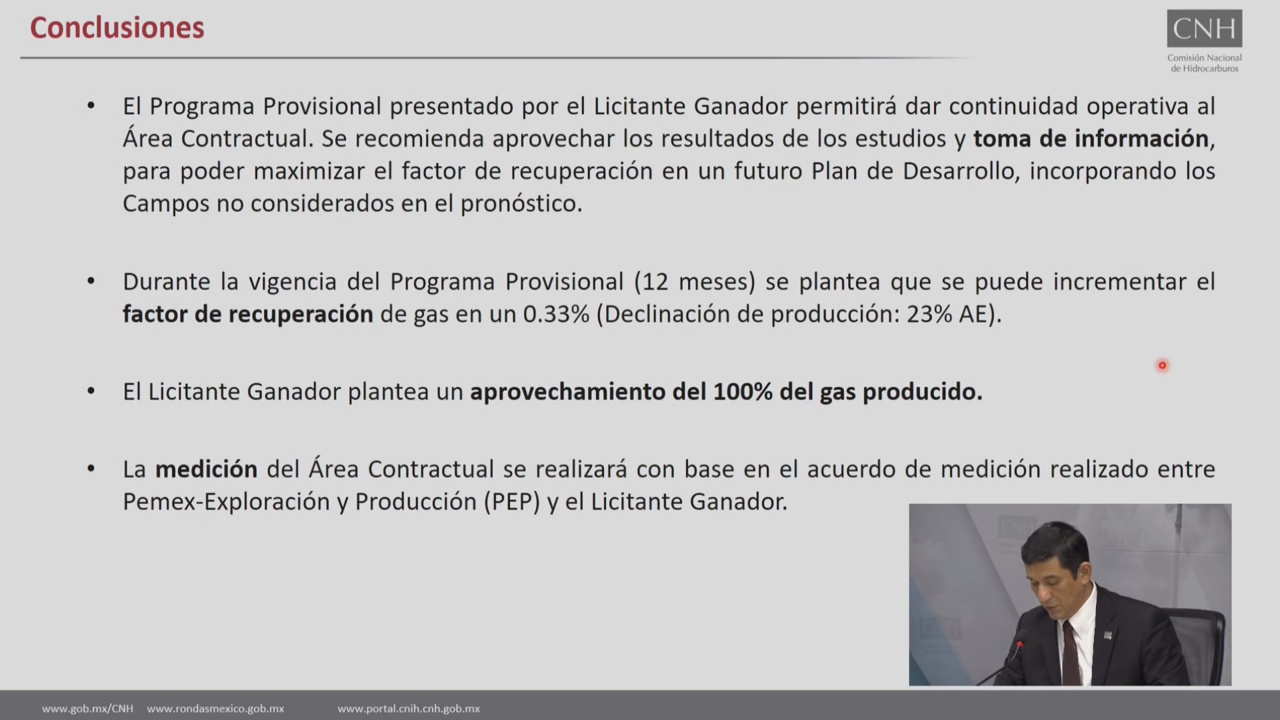 Conclusiones
CNH
Comisión Nacional
de Hidrocarburos
• El Programa Provisional presentado por el Licitante Ganador permitirá dar continuidad operativa al
Área Contractual. Se recomienda aprovechar los resultados de los estudios y toma de información,
para poder maximizar el factor de recuperación en un futuro Plan de Desarrollo, incorporando los
Campos no considerados en el pronóstico.
• Durante la vigencia del Programa Provisional (12 meses) se plantea que se puede incrementar el
factor de recuperación de gas en un 0.33% (Declinación de producción: 23% AE).
• El Licitante Ganador plantea un aprovechamiento del 100% del gas producido.
• La medición del Área Contractual se realizará con base en el acuerdo de medición realizado entre
Pemex-Exploración y Producción (PEP) y el Licitante Ganador.
CNH
CNH
www.gob.mx/CNH www.rondasmexico.gob.mx www.portal.cnih.cnh.gob.mx